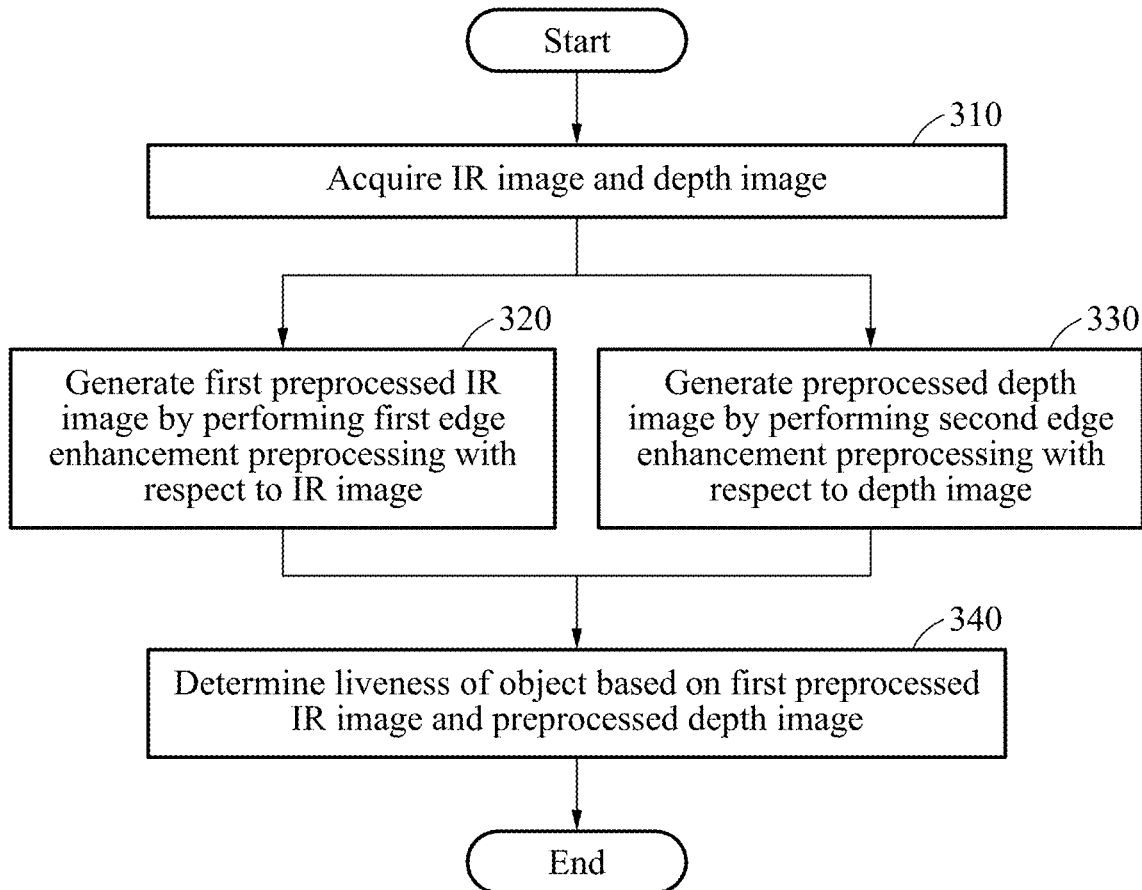 Start
310
Acquire IR image and depth image
320
Generate first preprocessed IR
image by performing first edge
enhancement preprocessing with
respect to IR image
330
Generate preprocessed depth
image by performing second edge
enhancement preprocessing with
respect to depth image
340
Determine liveness of object based on first preprocessed
IR image and preprocessed depth image
End